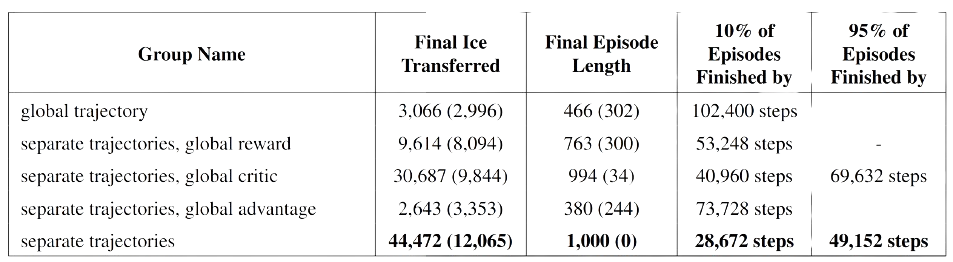 Group Name | Final Ice Transferred | Final Episode Length | 10% of Episodes Finished by | 95% of Episodes Finished by
global trajectory | 3,066 (2,996) | 466 (302) | 102,400 steps |
separate trajectories, global reward | 9,614 (8,094) | 763 (300) | 53,248 steps | -
separate trajectories, global critic | 30,687 (9,844) | 994 (34) | 40,960 steps | 69,632 steps
separate trajectories, global advantage | 2,643 (3,353) | 380 (244) | 73,728 steps |
separate trajectories | 44,472 (12,065) | 1,000 (0) | 28,672 steps | 49,152 steps